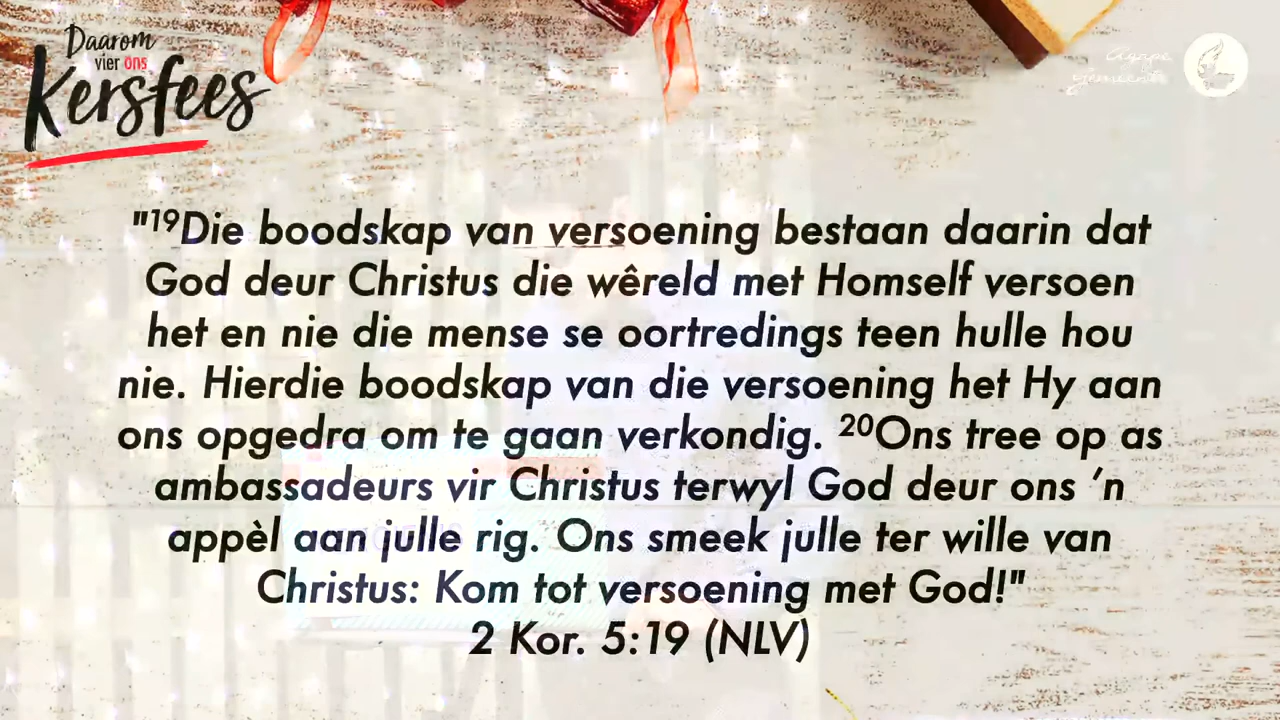 Daarom
vier ons
Kersfees
Agape
gemeente
"¹⁹Die boodskap van versoening bestaan daarin dat
God deur Christus die wêreld met Homself versoen
het en nie die mense se oortredings teen hulle hou
nie. Hierdie boodskap van die versoening het Hy aan
ons opgedra om te gaan verkondig. ²⁰Ons tree op as
ambassadeurs vir Christus terwyl God deur ons ’n
appèl aan julle rig. Ons smeek julle ter wille van
Christus: Kom tot versoening met God!"
2 Kor. 5:19 (NLV)